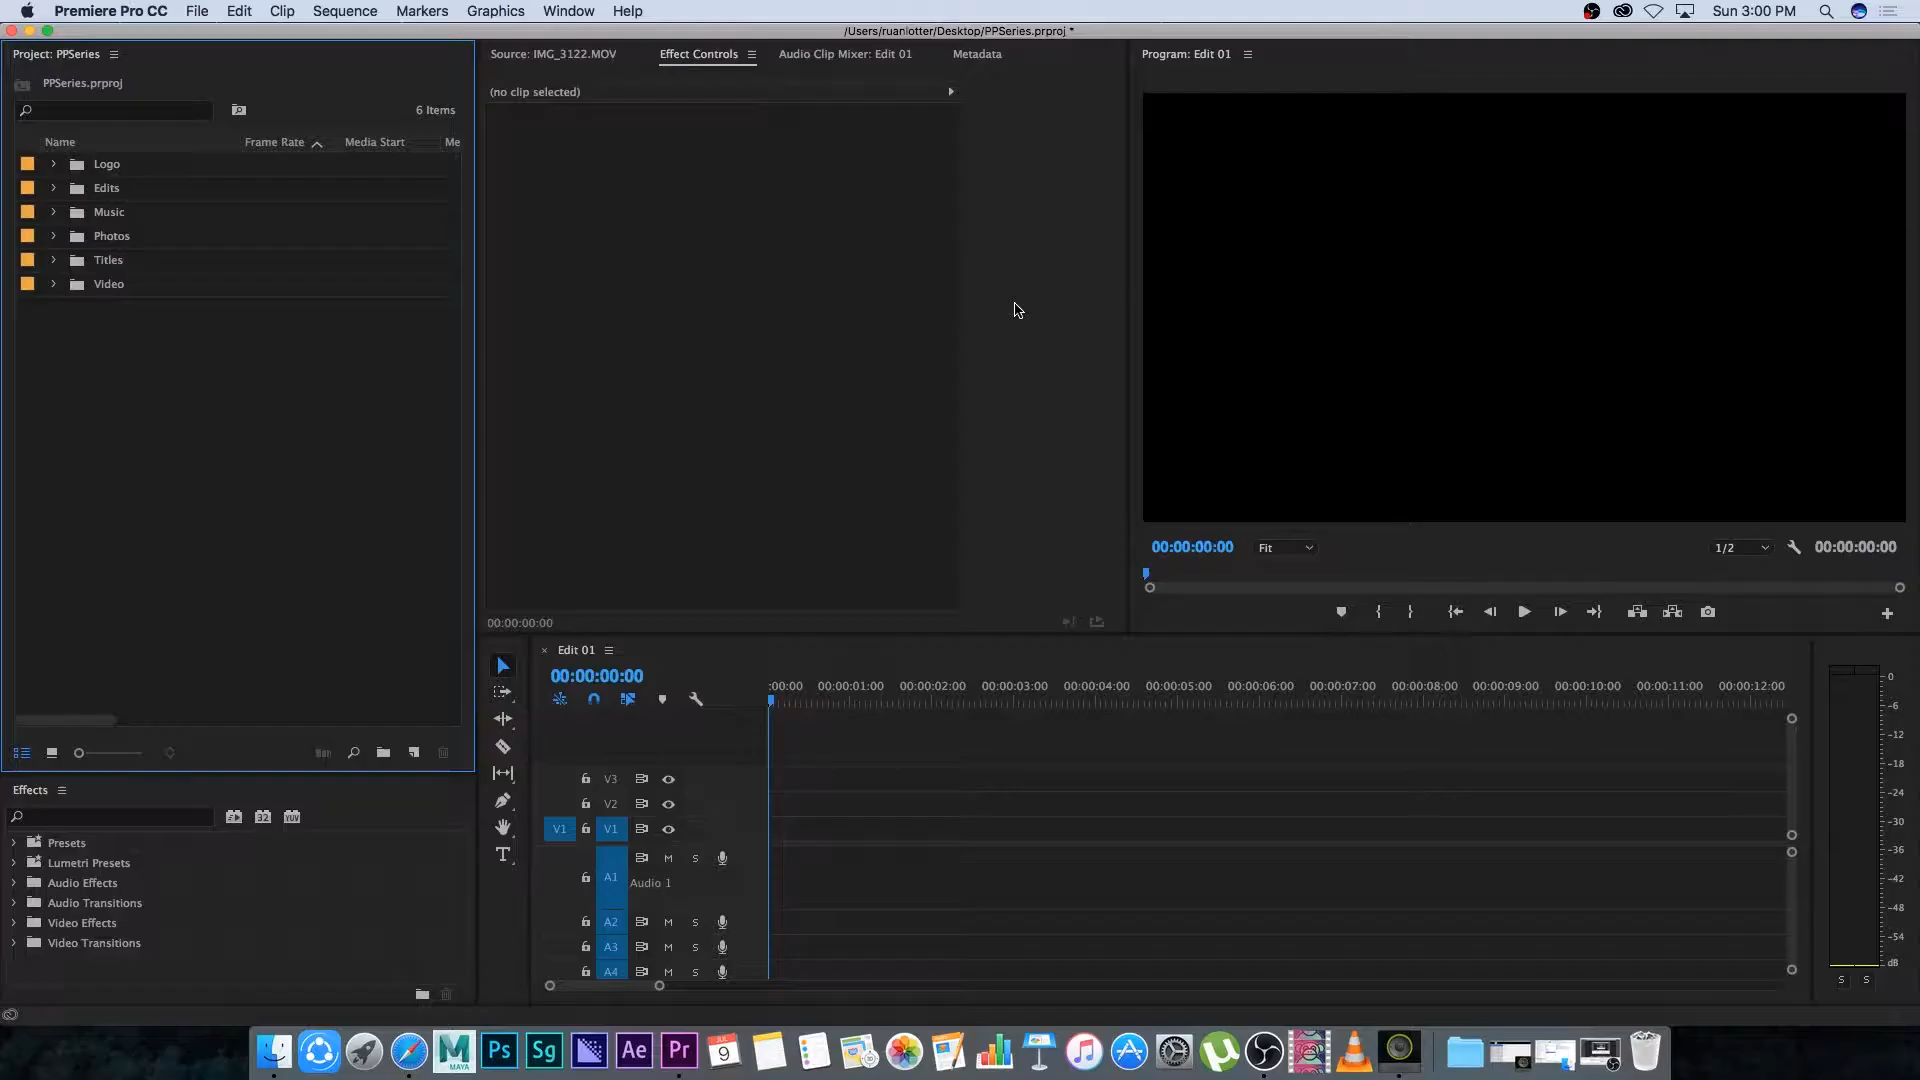 Premiere Pro CC File Edit Clip Sequence Markers Graphics Window Help Sun 3:00 PM
/Users/ruanlotter/Desktop/PPSeries.prproj *
Project: PPSeries
PPSeries.prproj
6 Items
Name Frame Rate Media Start Me
Logo
Edits
Music
Photos
Titles
Video
Source: IMG_3122.MOV Effect Controls Audio Clip Mixer: Edit 01 Metadata
(no clip selected)
00:00:00:00
Program: Edit 01
00:00:00:00 Fit 1/2 00:00:00:00
Effects
32 YUV
Presets
Lumetri Presets
Audio Effects
Audio Transitions
Video Effects
Video Transitions
× Edit 01
00:00:00:00
:00:00 00:00:01:00 00:00:02:00 00:00:03:00 00:00:04:00 00:00:05:00 00:00:06:00 00:00:07:00 00:00:08:00 00:00:09:00 00:00:10:00 00:00:11:00 00:00:12:00
T
V3
V2
V1 V1
A1 M S
Audio 1
A2 M S
A3 M S
A4 M S
0
-6
-12
-18
-24
-30
-36
-42
-48
-54
dB
S S
M MAYA Ps Sg Ae Pr JUL 9